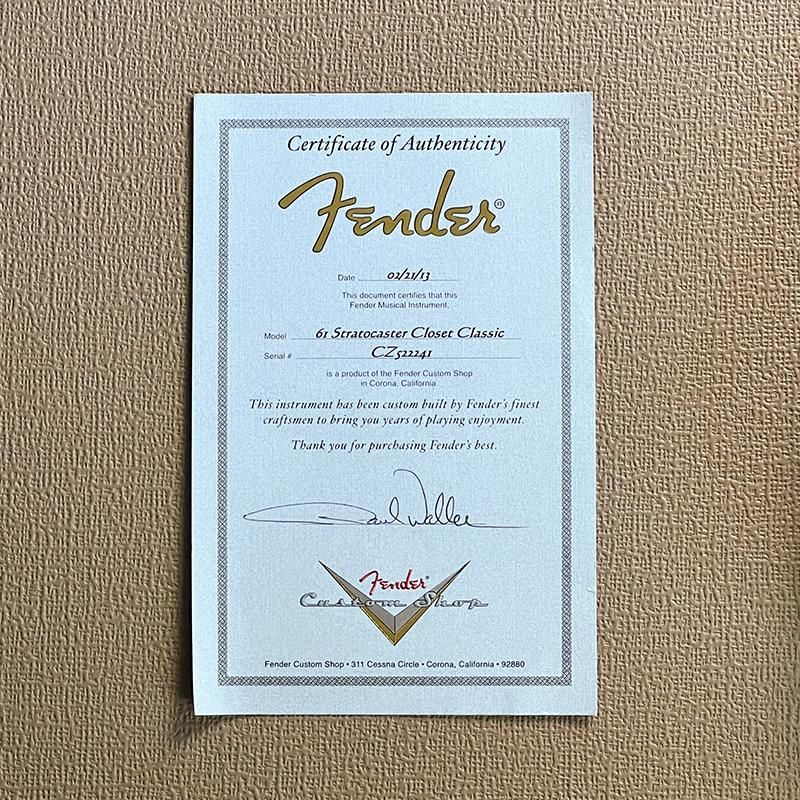 Certificate of Authenticity
Fender®
Date 02/21/13
This document certifies that this
Fender Musical Instrument,
Model 61 Stratocaster Closet Classic
Serial # CZ522241
is a product of the Fender Custom Shop
in Corona, California
This instrument has been custom built by Fender's finest
craftsmen to bring you years of playing enjoyment.
Thank you for purchasing Fender's best.
Paul Waller
Fender®
Custom Shop
Fender Custom Shop • 311 Cessna Circle • Corona, California • 92880